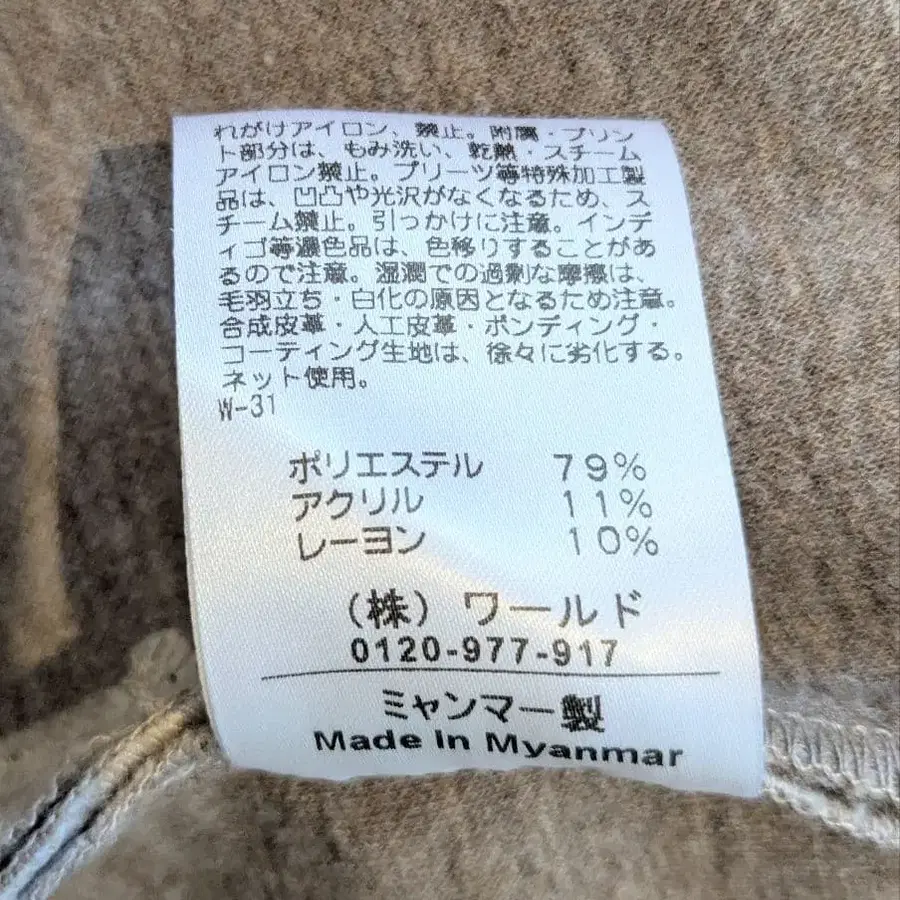 れがけアイロン、禁止。附属・プリン
ト部分は、もみ洗い、乾熱・スチーム
アイロン禁止。プリーツ等特殊加工製
品は、凹凸や光沢がなくなるため、ス
チーム禁止。引っかけに注意。インデ
ィゴ等濃色品は、色移りすることがあ
るので注意。湿潤での過剰な摩擦は、
毛羽立ち・白化の原因となるため注意。
合成皮革・人工皮革・ボンディング・
コーティング生地は、徐々に劣化する。
ネット使用。
W-31
ポリエステル 79%
アクリル 11%
レーヨン 10%
(株)ワールド
0120-977-917
ミャンマー製
Made In Myanmar